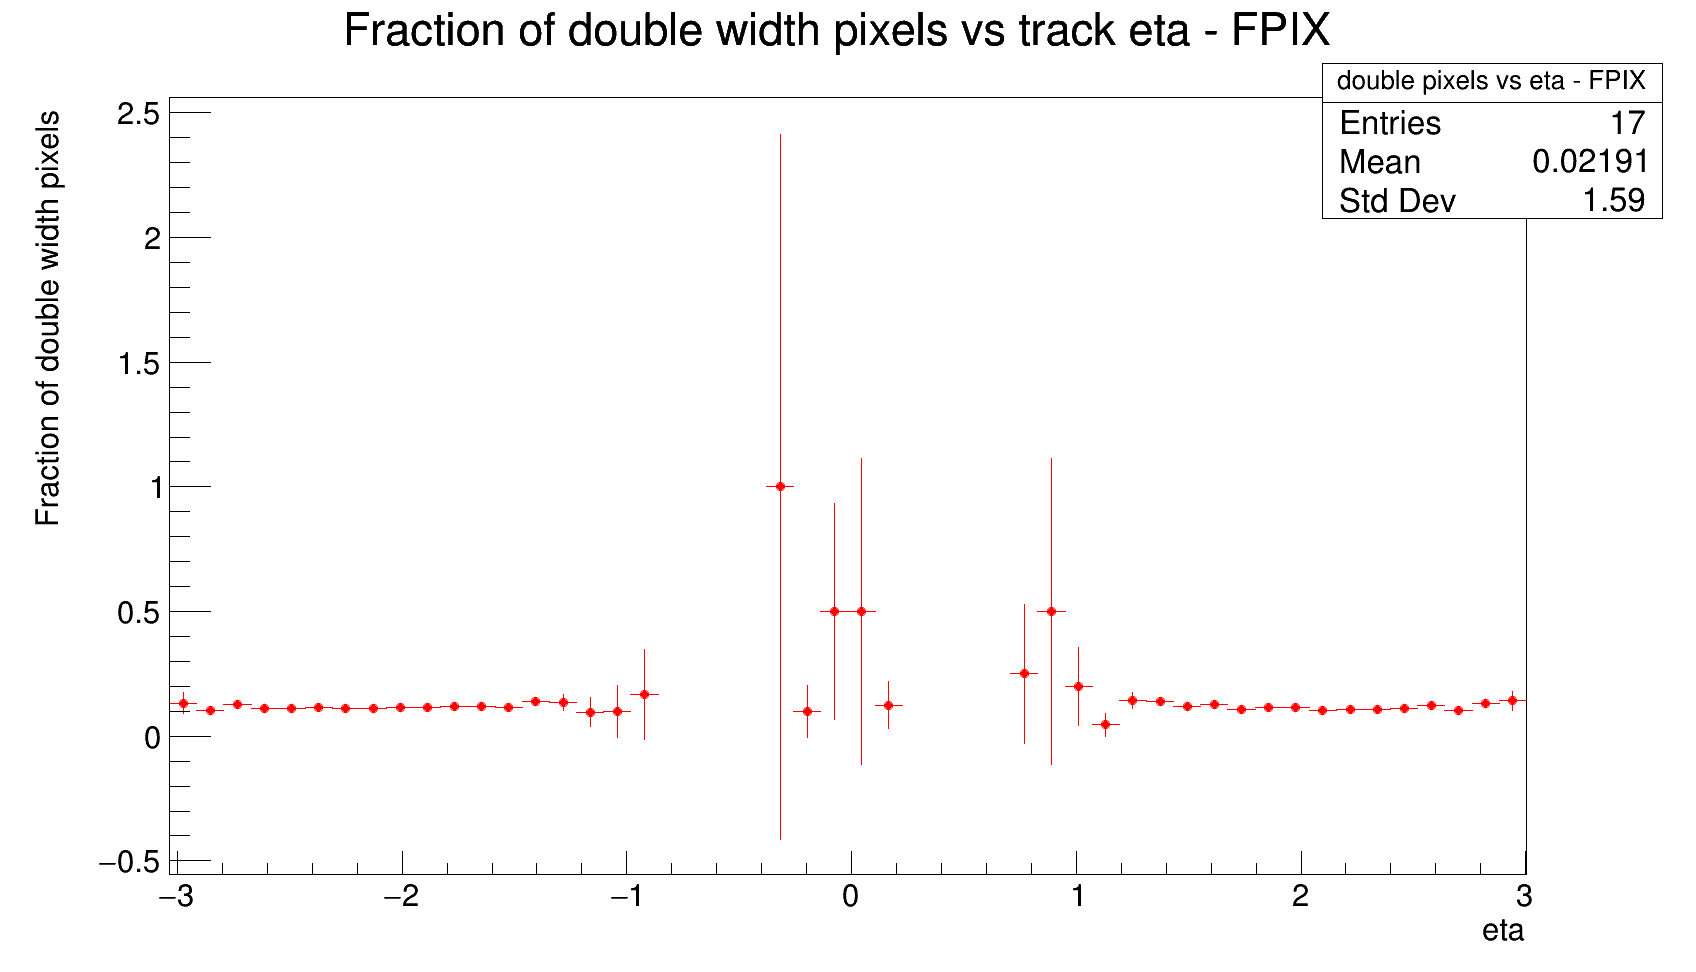 Fraction of double width pixels vs track eta - FPIX
double pixels vs eta - FPIX
Entries 17
Mean 0.02191
Std Dev 1.59
Fraction of double width pixels
2.5
2
1.5
1
0.5
0
−0.5
−3 −2 −1 0 1 2 3
eta